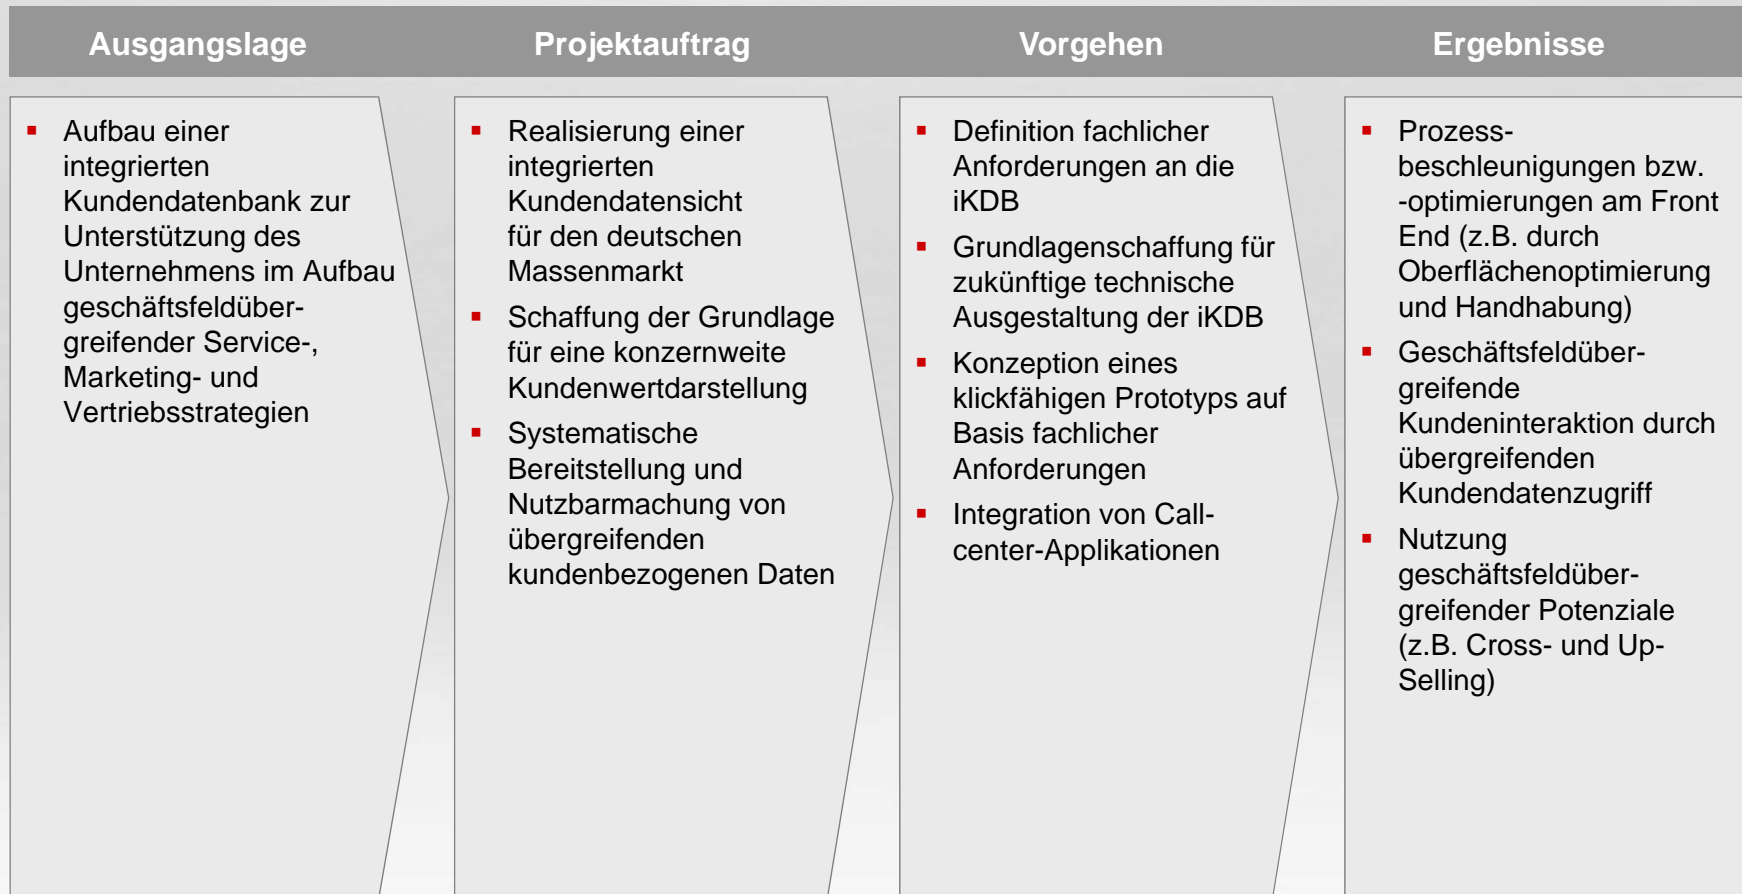 Ausgangslage
Projektauftrag
Vorgehen
Ergebnisse
Aufbau einer
integrierten
Kundendatenbank zur
Unterstützung des
Unternehmens im Aufbau
geschäftsfeldüber-
greifender Service-,
Marketing- und
Vertriebsstrategien
Realisierung einer
integrierten
Kundendatensicht
für den deutschen
Massenmarkt
Schaffung der Grundlage
für eine konzernweite
Kundenwertdarstellung
Systematische
Bereitstellung und
Nutzbarmachung von
übergreifenden
kundenbezogenen Daten
Definition fachlicher
Anforderungen an die
iKDB
Grundlagenschaffung für
zukünftige technische
Ausgestaltung der iKDB
Konzeption eines
klickfähigen Prototyps auf
Basis fachlicher
Anforderungen
Integration von Call-
center-Applikationen
Prozess-
beschleunigungen bzw.
-optimierungen am Front
End (z.B. durch
Oberflächenoptimierung
und Handhabung)
Geschäftsfeldüber-
greifende
Kundeninteraktion durch
übergreifenden
Kundendatenzugriff
Nutzung
geschäftsfeldüber-
greifender Potenziale
(z.B. Cross- und Up-
Selling)